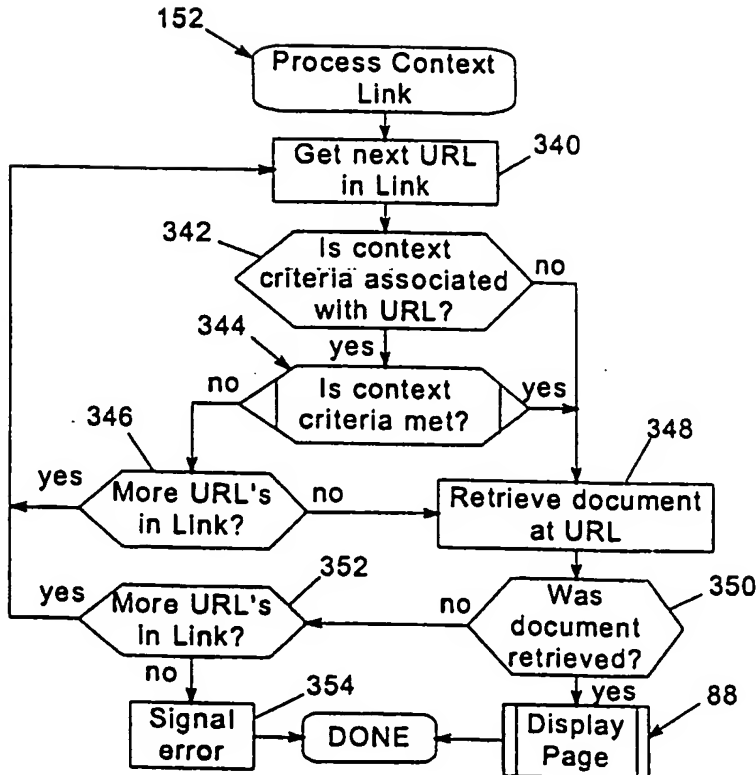 152
Process Context
Link
Get next URL
in Link
340
342
Is context
criteria associated
with URL?
no
yes
344
Is context
criteria met?
no
yes
346
More URL's
in Link?
yes
no
348
Retrieve document
at URL
350
Was
document
retrieved?
no
yes
352
More URL's
in Link?
yes
no
354
Signal
error
DONE
Display
Page
88